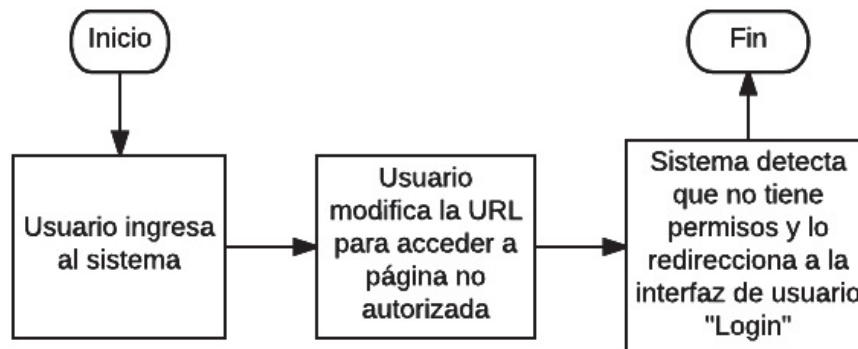 Inicio
Usuario ingresa
al sistema
Usuario
modifica la URL
para acceder a
página no
autorizada
Sistema detecta
que no tiene
permisos y lo
redirecciona a la
interfaz de usuario
"Login"
Fin